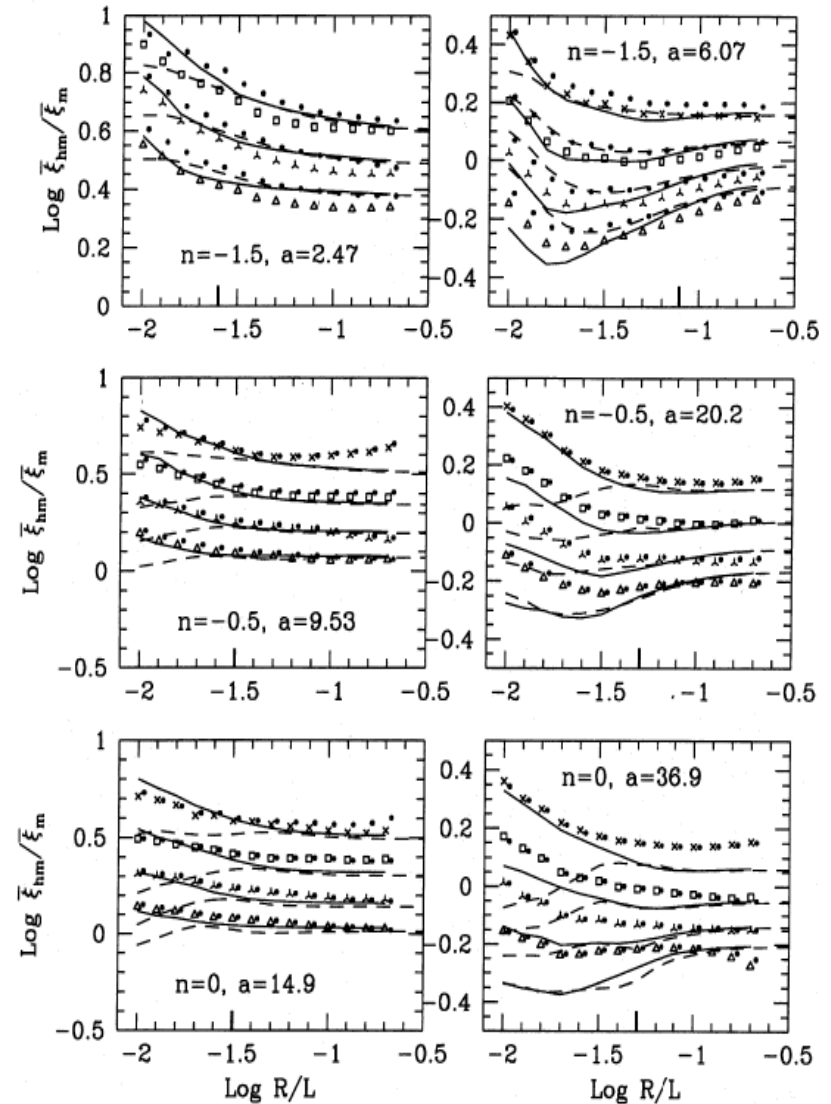 1
0.8
0.6
0.4
0.2
0
Log ξ̄hm/ξ̄m
n=−1.5, a=2.47
−2 −1.5 −1 −0.5
0.4
0.2
0
−0.2
−0.4
n=−1.5, a=6.07
−2 −1.5 −1 −0.5
1
0.5
0
−0.5
Log ξ̄hm/ξ̄m
n=−0.5, a=9.53
−2 −1.5 −1
0.4
0.2
0
−0.2
−0.4
n=−0.5, a=20.2
−2 −1.5 −1 −0.5
1
0.5
0
−0.5
Log ξ̄hm/ξ̄m
n=0, a=14.9
−2 −1.5 −1
Log R/L
0.4
0.2
0
−0.2
−0.4
n=0, a=36.9
−2 −1.5 −1 −0.5
Log R/L